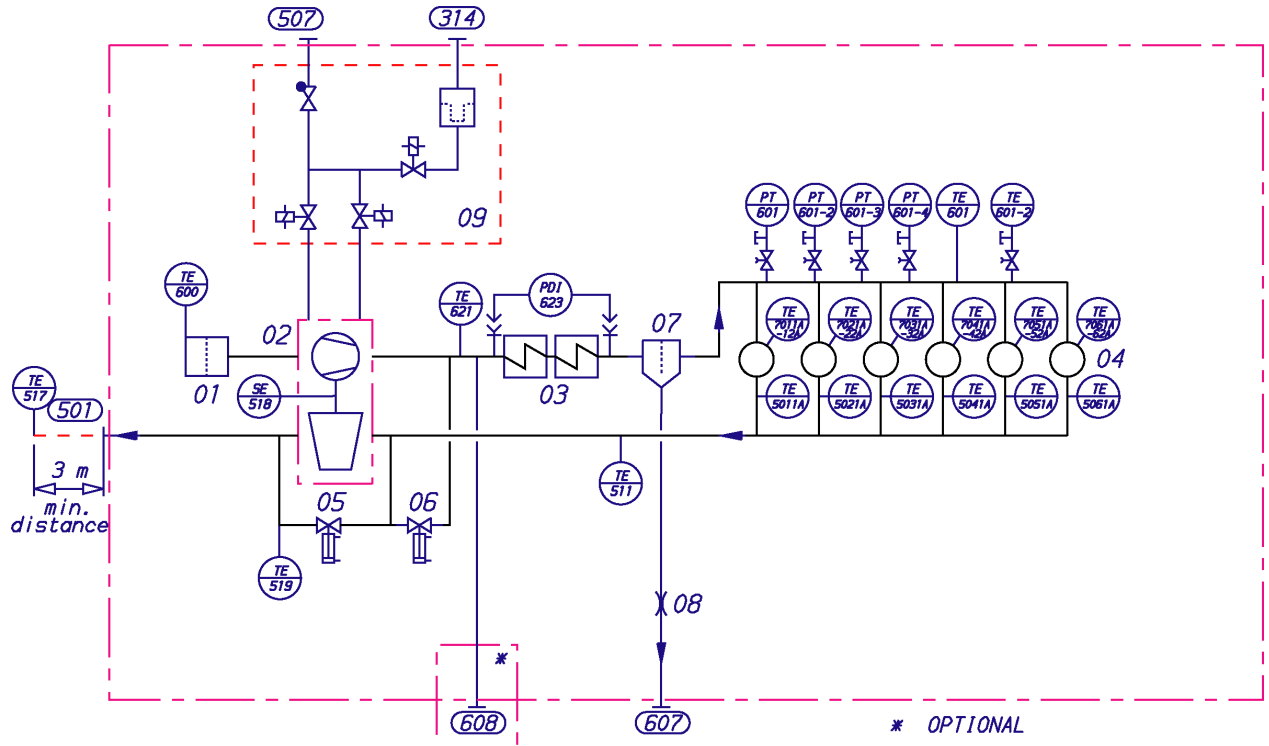 507
314
09
PT 601
PT 601-2
PT 601-3
PT 601-4
TE 601
TE 601-2
TE 600
TE 621
PDI 623
02
07
01
03
04
TE 7011A -12A
TE 7021A -22A
TE 7031A -32A
TE 7041A -42A
TE 7051A -52A
TE 7061A -62A
SE 518
TE 5011A
TE 5021A
TE 5031A
TE 5041A
TE 5051A
TE 5061A
TE 517
501
3 m
min.
distance
TE 511
05
06
TE 519
08
*
608
607
* OPTIONAL